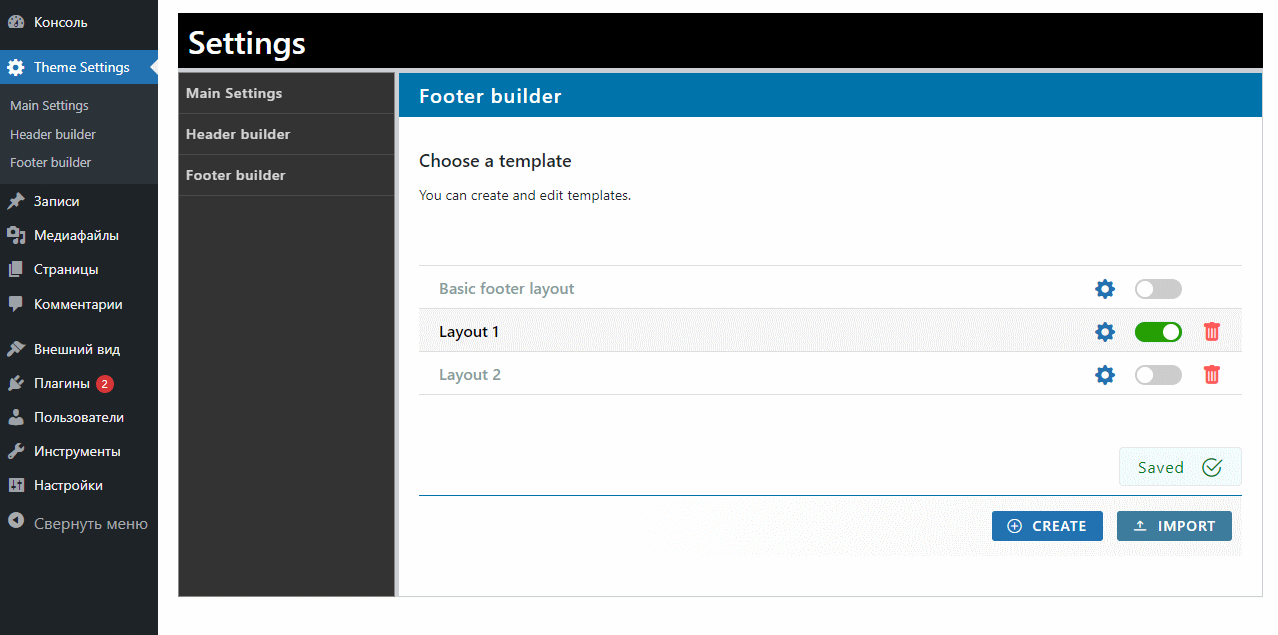 Консоль
Theme Settings
Main Settings
Header builder
Footer builder
Записи
Медиафайлы
Страницы
Комментарии
Внешний вид
Плагины 2
Пользователи
Инструменты
Настройки
Свернуть меню
Settings
Main Settings
Header builder
Footer builder
Footer builder
Choose a template
You can create and edit templates.
Basic footer layout
Layout 1
Layout 2
Saved
CREATE IMPORT